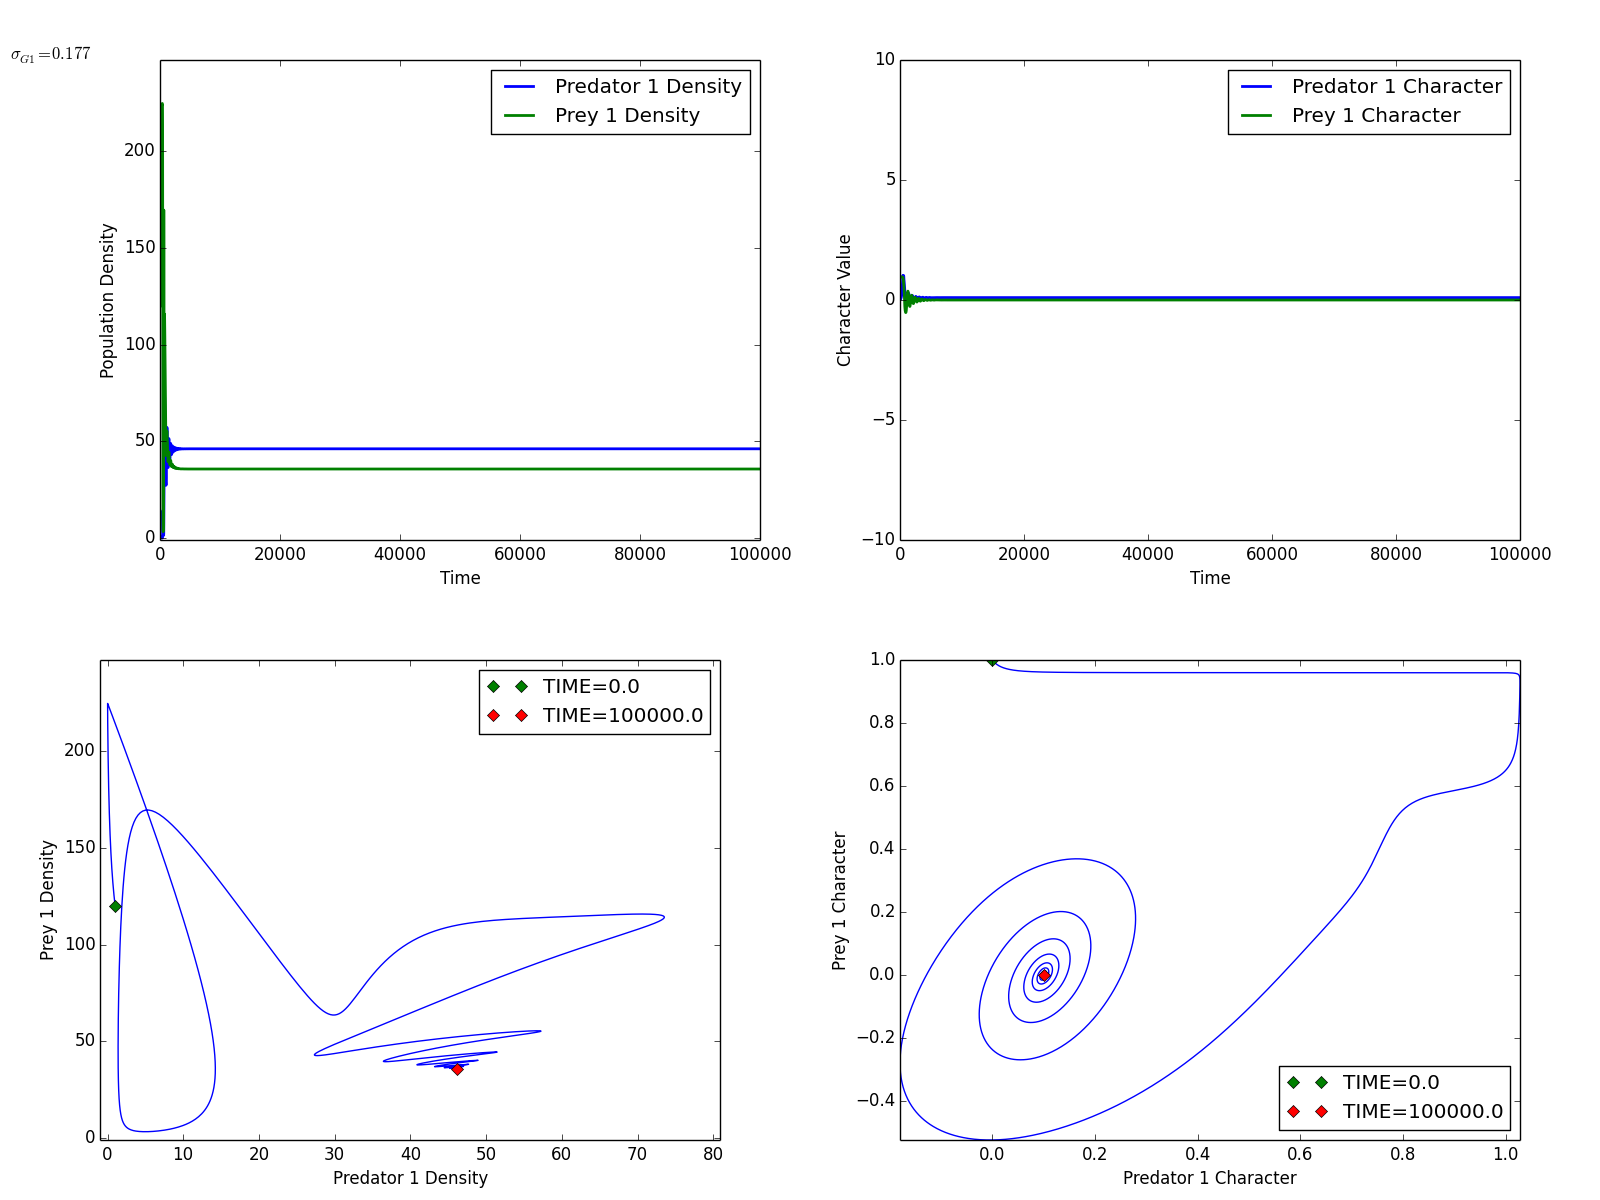 σG1=0.177
Predator 1 Density
Prey 1 Density
200
150
100
50
0
Population Density
0 20000 40000 60000 80000 100000
Time
Predator 1 Character
Prey 1 Character
10
5
0
−5
−10
Character Value
0 20000 40000 60000 80000 100000
Time
TIME=0.0
TIME=100000.0
200
150
100
50
0
Prey 1 Density
0 10 20 30 40 50 60 70 80
Predator 1 Density
1.0
0.8
0.6
0.4
0.2
0.0
−0.2
−0.4
Prey 1 Character
TIME=0.0
TIME=100000.0
0.0 0.2 0.4 0.6 0.8 1.0
Predator 1 Character